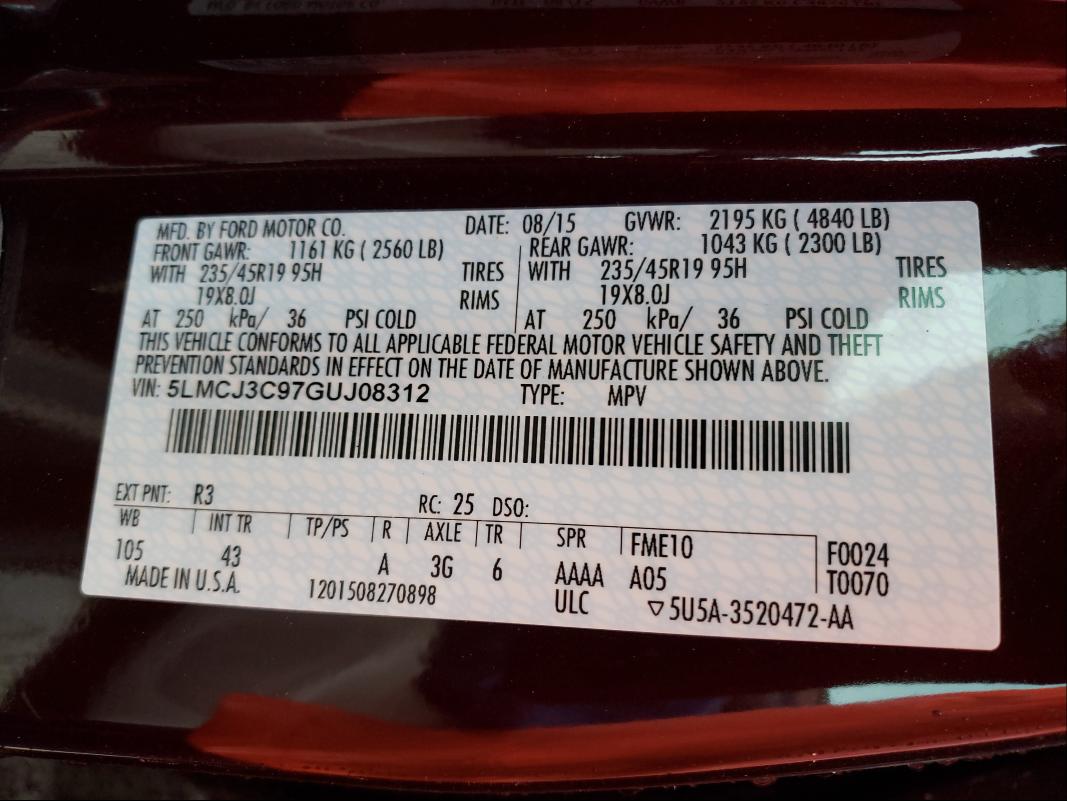 MFD. BY FORD MOTOR CO. DATE: 08/15 GVWR: 2195 KG ( 4840 LB)
FRONT GAWR: 1161 KG ( 2560 LB) REAR GAWR: 1043 KG ( 2300 LB)
WITH 235/45R19 95H TIRES WITH 235/45R19 95H TIRES
19X8.0J RIMS 19X8.0J RIMS
AT 250 kPa/ 36 PSI COLD AT 250 kPa/ 36 PSI COLD
THIS VEHICLE CONFORMS TO ALL APPLICABLE FEDERAL MOTOR VEHICLE SAFETY AND THEFT
PREVENTION STANDARDS IN EFFECT ON THE DATE OF MANUFACTURE SHOWN ABOVE.
VIN: 5LMCJ3C97GUJ08312 TYPE: MPV
EXT PNT: R3 RC: 25 DSO:
WB INT TR TP/PS R AXLE TR SPR FME10 F0024
105 43 A 3G 6 AAAA A05 T0070
MADE IN U.S.A. 1201508270898 ULC ▽5U5A-3520472-AA